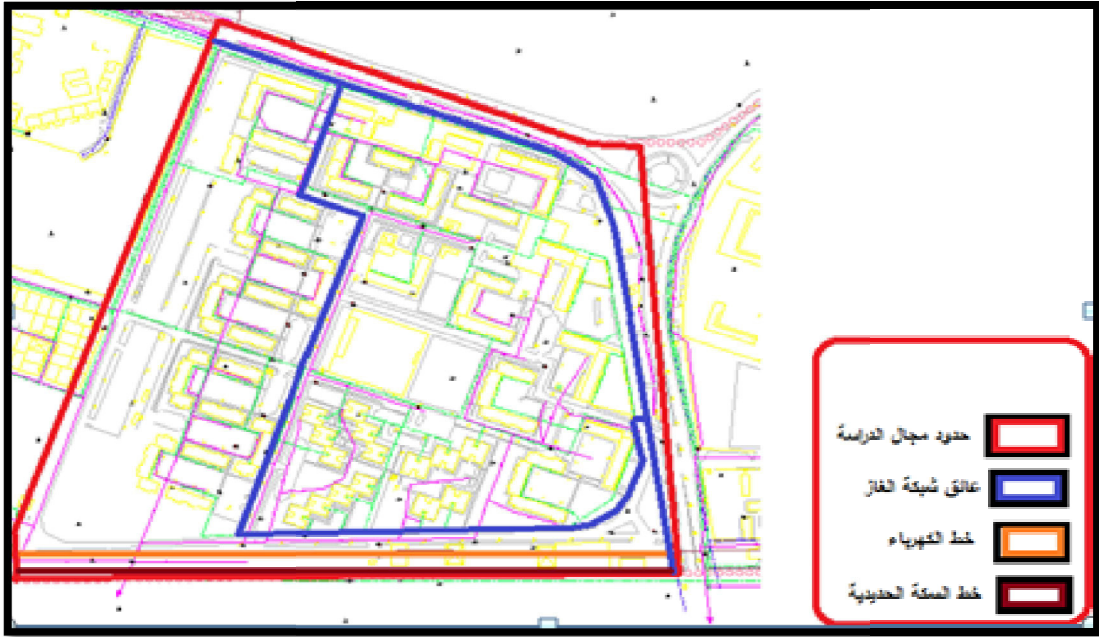 حدود مجال الدراسة
عائق شبكة الغاز
خط الكهرباء
خط السكة الحديدية